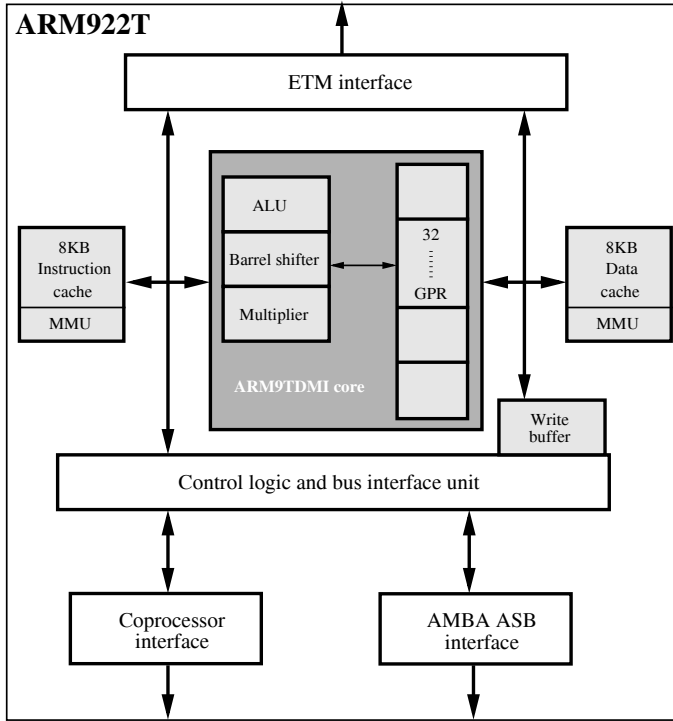 ARM922T
ETM interface
ALU
Barrel shifter
Multiplier
32
GPR
ARM9TDMI core
8KB
Instruction
cache
MMU
8KB
Data
cache
MMU
Write
buffer
Control logic and bus interface unit
Coprocessor
interface
AMBA ASB
interface